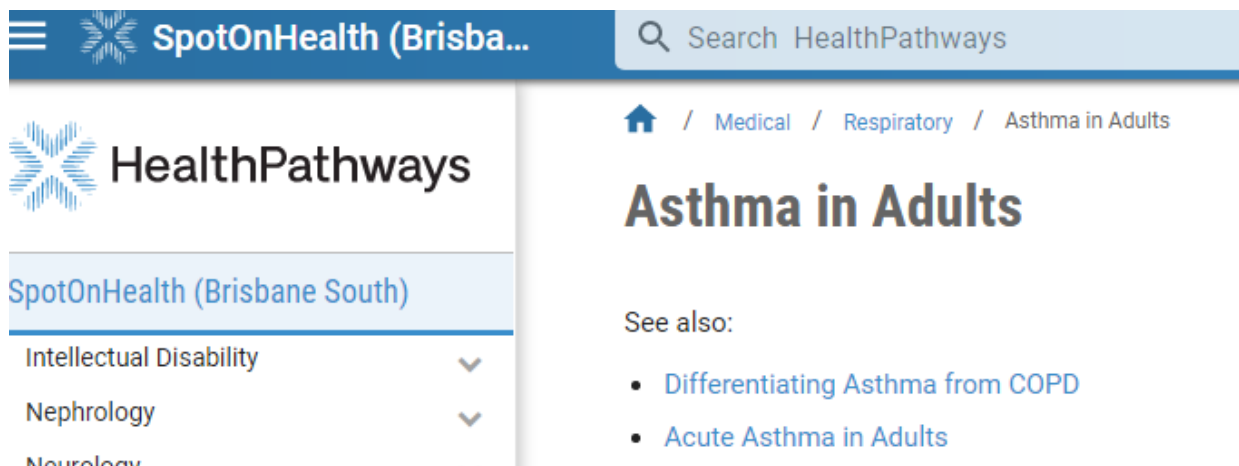 SpotOnHealth (Brisba...
Search HealthPathways
HealthPathways
SpotOnHealth (Brisbane South)
Intellectual Disability
Nephrology
Neurology
/ Medical / Respiratory / Asthma in Adults
Asthma in Adults
See also:
• Differentiating Asthma from COPD
• Acute Asthma in Adults